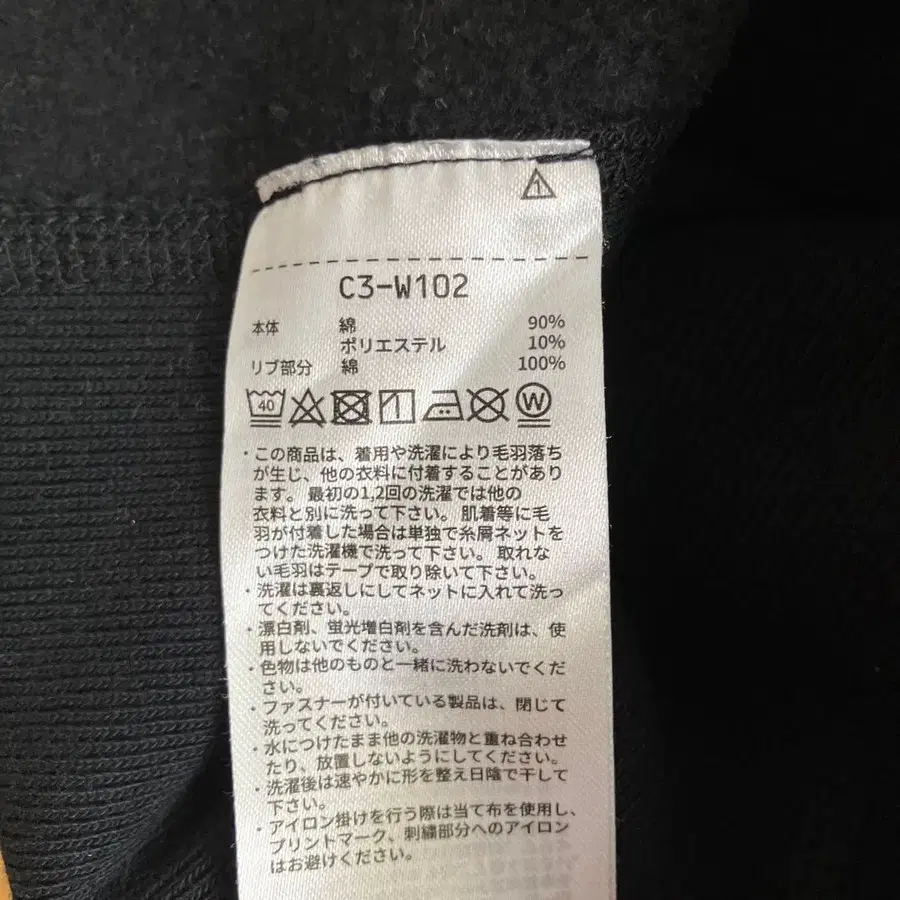 1
C3-W102
本体 綿 90%
ポリエステル 10%
リブ部分 綿 100%
40 W
・この商品は、着用や洗濯により毛羽落ち
が生じ、他の衣料に付着することがあり
ます。 最初の1,2回の洗濯では他の
衣料と別に洗って下さい。 肌着等に毛
羽が付着した場合は単独で糸屑ネットを
つけた洗濯機で洗って下さい。 取れな
い毛羽はテープで取り除いて下さい。
・洗濯は裏返しにしてネットに入れて洗っ
てください。
・漂白剤、蛍光増白剤を含んだ洗剤は、使
用しないでください。
・色物は他のものと一緒に洗わないでくだ
さい。
・ファスナーが付いている製品は、閉じて
洗ってください。
・水につけたまま他の洗濯物と重ね合わせ
たり、放置しないようにしてください。
・洗濯後は速やかに形を整え日陰で干して
下さい。
・アイロン掛けを行う際は当て布を使用し、
プリントマーク、刺繍部分へのアイロン
はお避けください。